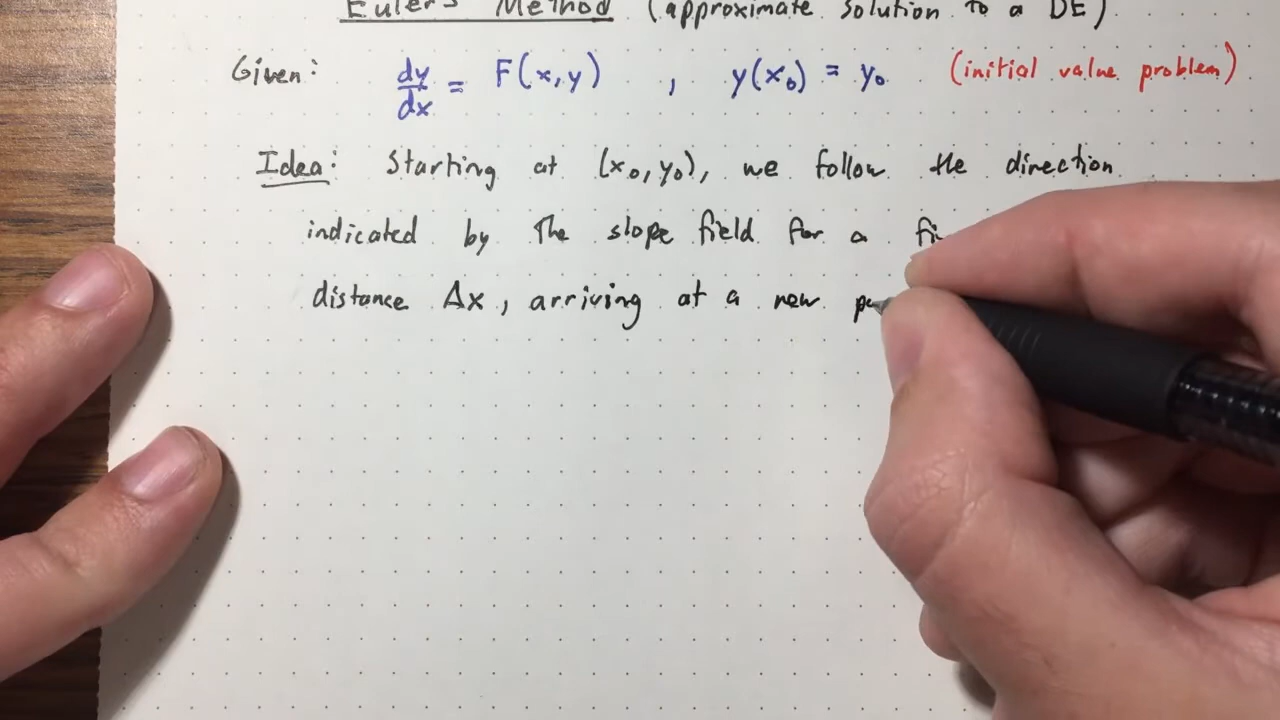 Euler's Method (approximate solution to a DE)
Given: dy/dx = F(x,y) , y(x₀) = y₀ (initial value problem)
Idea: Starting at (x₀,y₀), we follow the direction
indicated by the slope field for a
distance Δx, arriving at a new